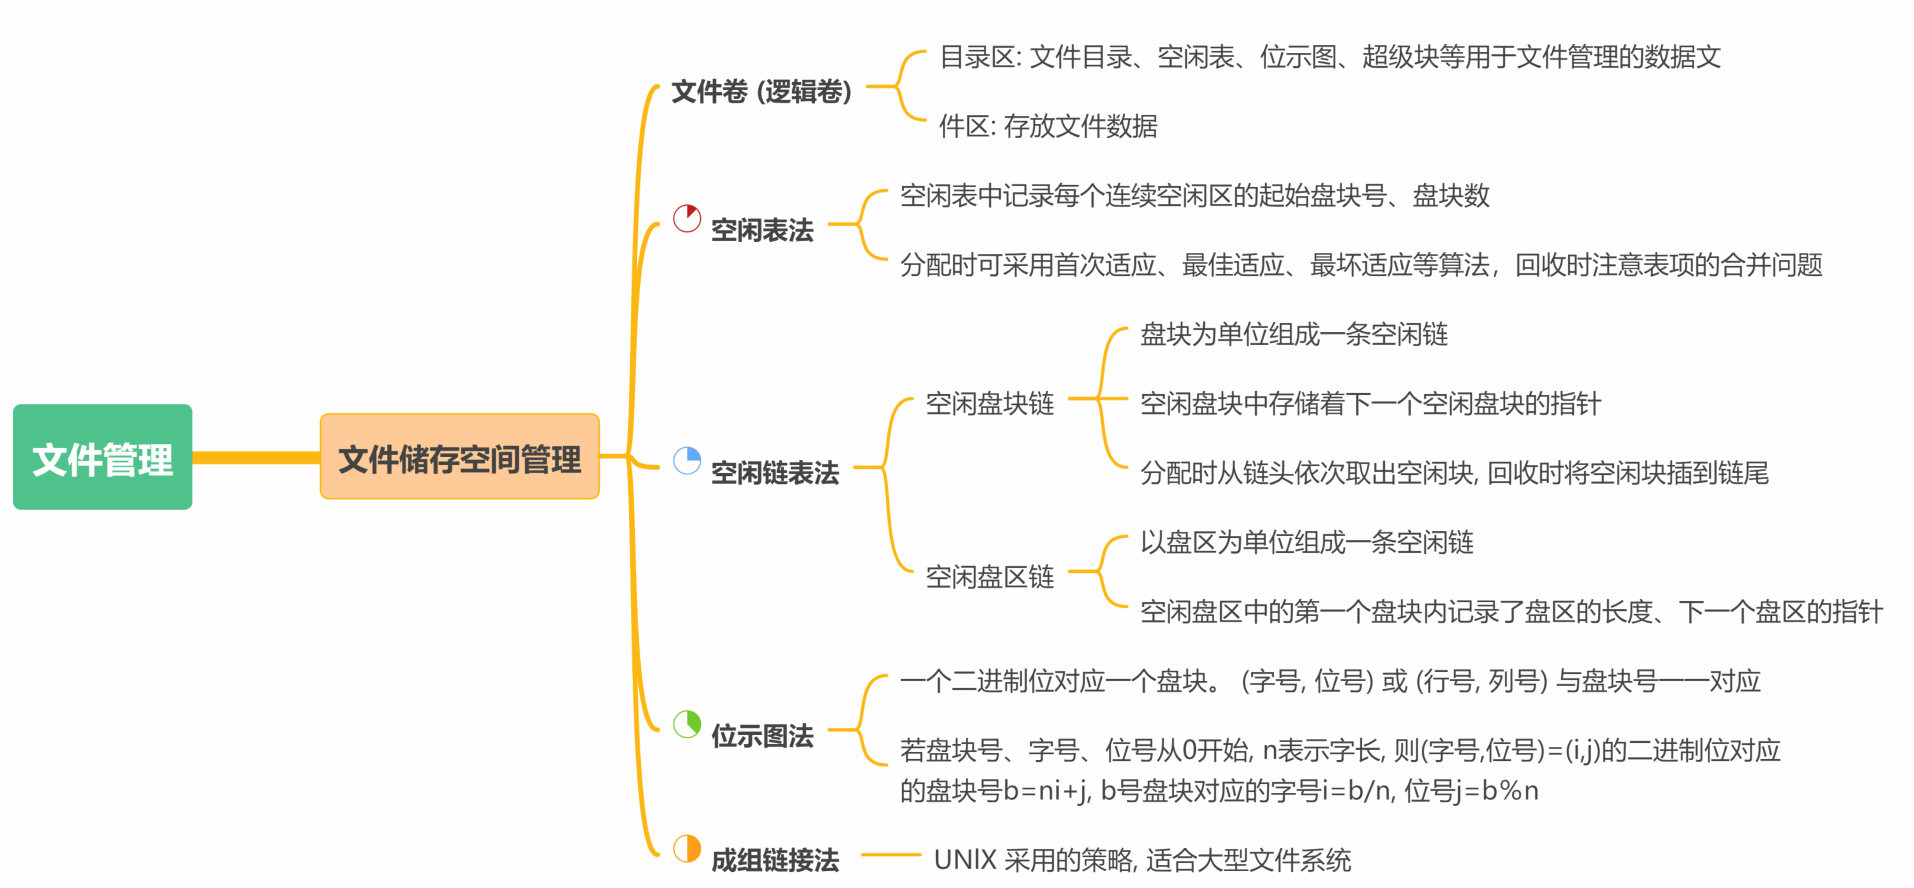 文件管理
文件储存空间管理
文件卷 (逻辑卷)
目录区: 文件目录、空闲表、位示图、超级块等用于文件管理的数据文
件区: 存放文件数据
空闲表法
空闲表中记录每个连续空闲区的起始盘块号、盘块数
分配时可采用首次适应、最佳适应、最坏适应等算法，回收时注意表项的合并问题
空闲链表法
空闲盘块链
盘块为单位组成一条空闲链
空闲盘块中存储着下一个空闲盘块的指针
分配时从链头依次取出空闲块, 回收时将空闲块插到链尾
空闲盘区链
以盘区为单位组成一条空闲链
空闲盘区中的第一个盘块内记录了盘区的长度、下一个盘区的指针
位示图法
一个二进制位对应一个盘块。 (字号, 位号) 或 (行号, 列号) 与盘块号一一对应
若盘块号、字号、位号从0开始, n表示字长, 则(字号,位号)=(i,j)的二进制位对应
的盘块号b=ni+j, b号盘块对应的字号i=b/n, 位号j=b%n
成组链接法
UNlX 采用的策略, 适合大型文件系统